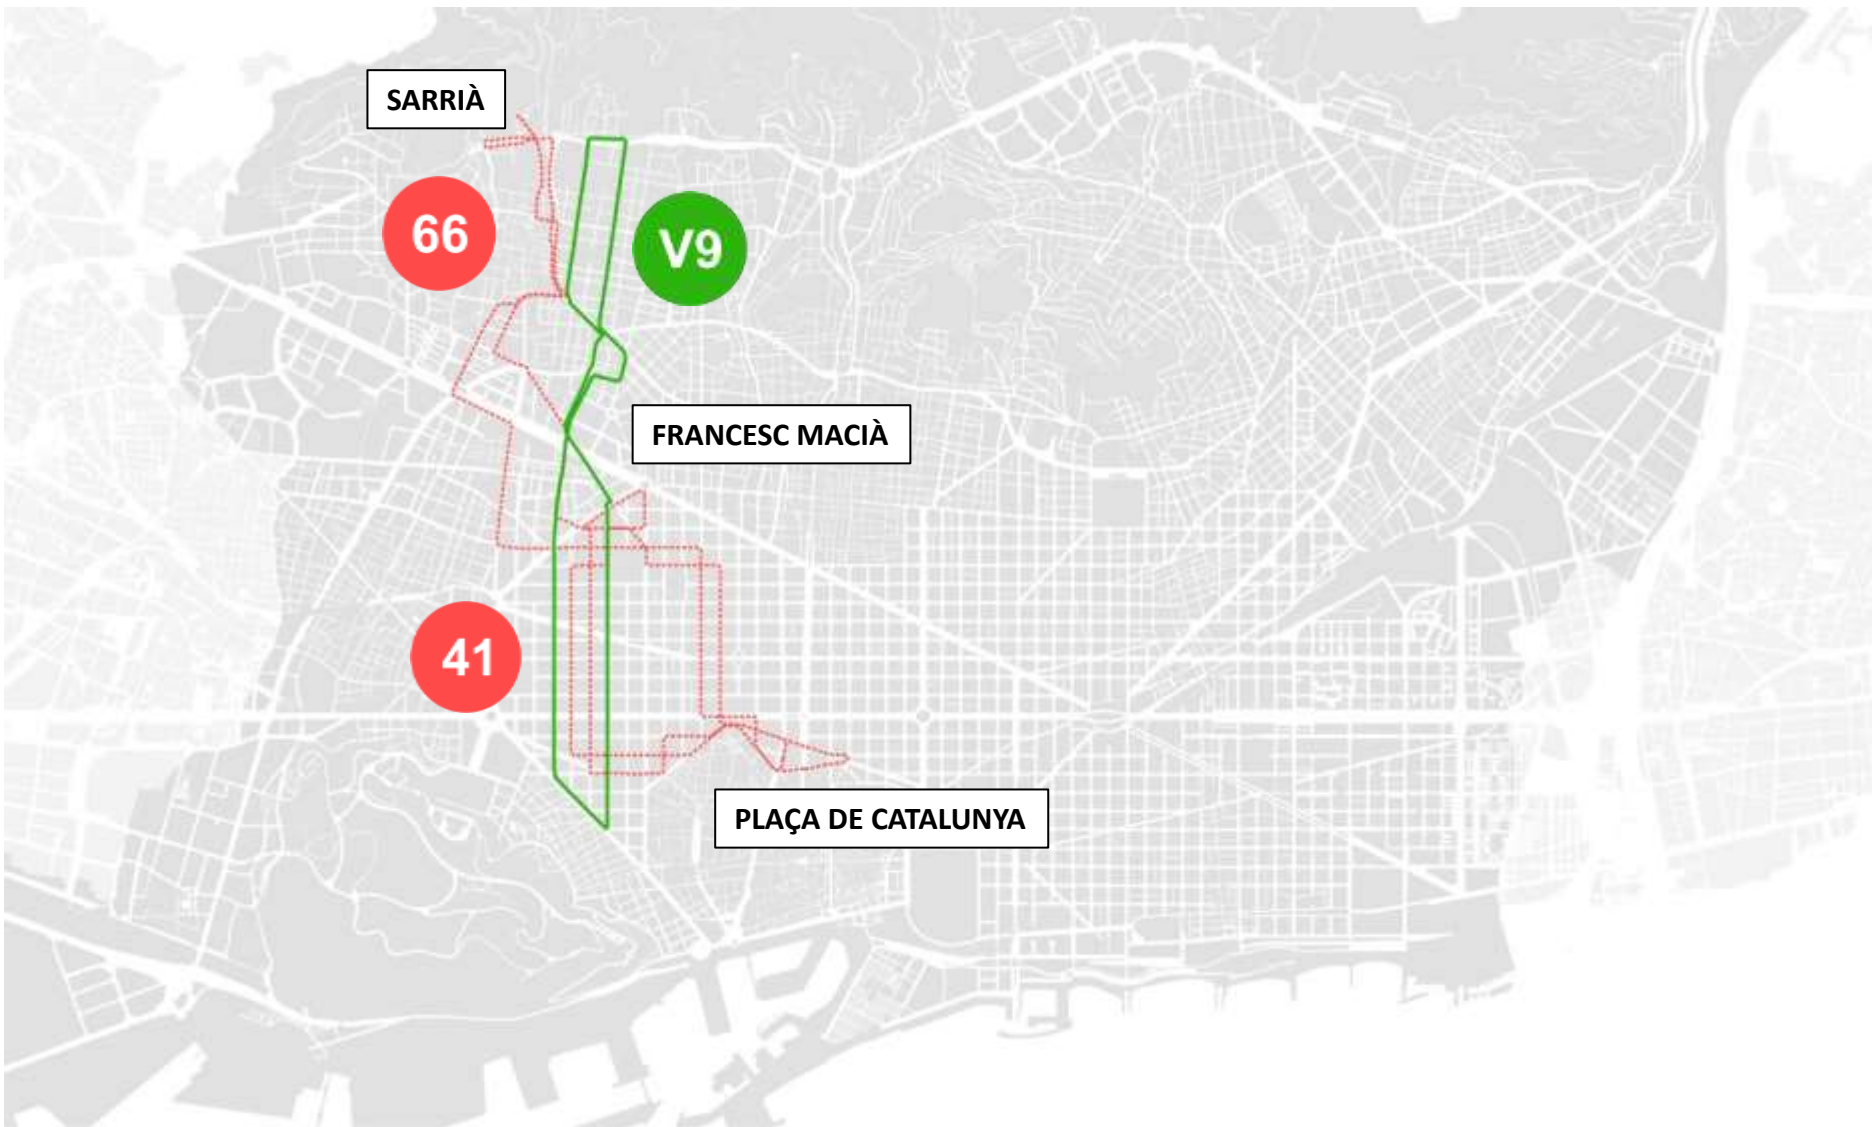 SARRIÀ
66
V9
FRANCESC MACIÀ
41
PLAÇA DE CATALUNYA